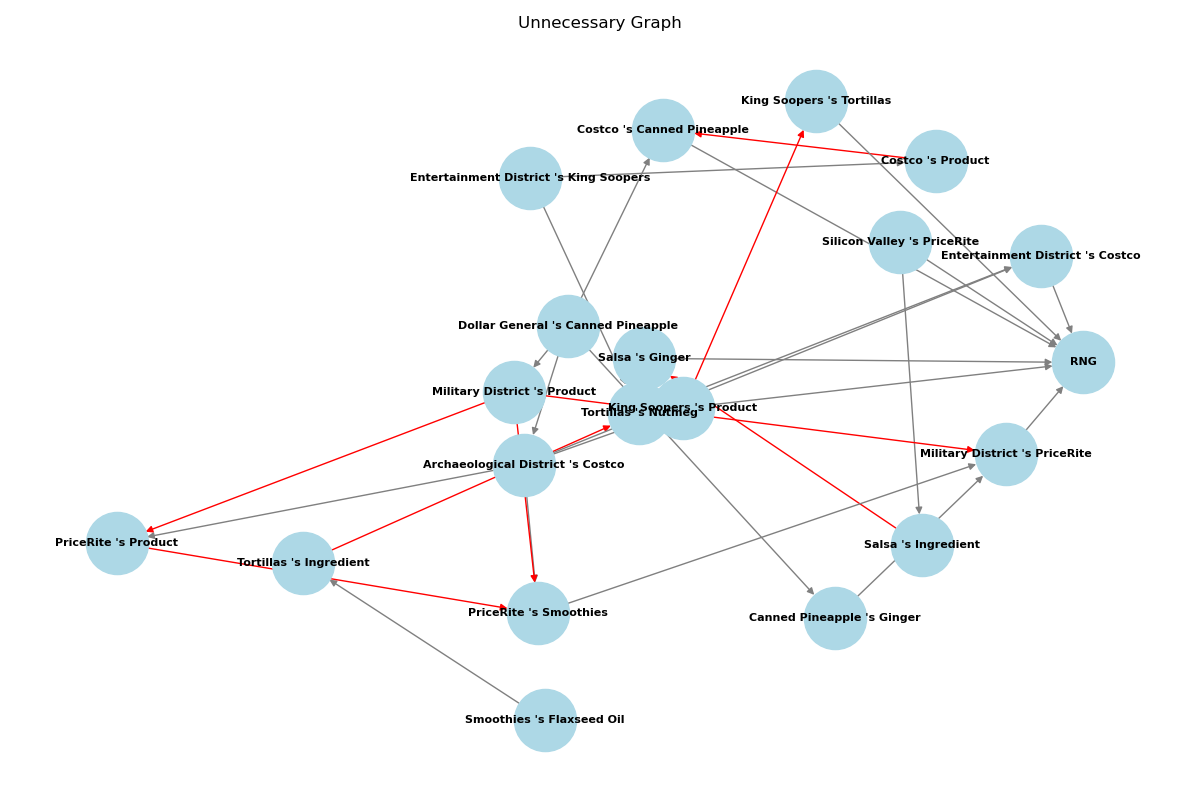 Unnecessary Graph
King Soopers 's Tortillas
Costco 's Canned Pineapple
Costco 's Product
Entertainment District 's King Soopers
Silicon Valley 's PriceRite
Entertainment District 's Costco
Dollar General 's Canned Pineapple
Salsa 's Ginger
RNG
Military District 's Product
King Soopers 's Product
Tortillas 's Nutmeg
Military District 's PriceRite
Archaeological District 's Costco
PriceRite 's Product
Salsa 's Ingredient
Tortillas 's Ingredient
PriceRite 's Smoothies
Canned Pineapple 's Ginger
Smoothies 's Flaxseed Oil